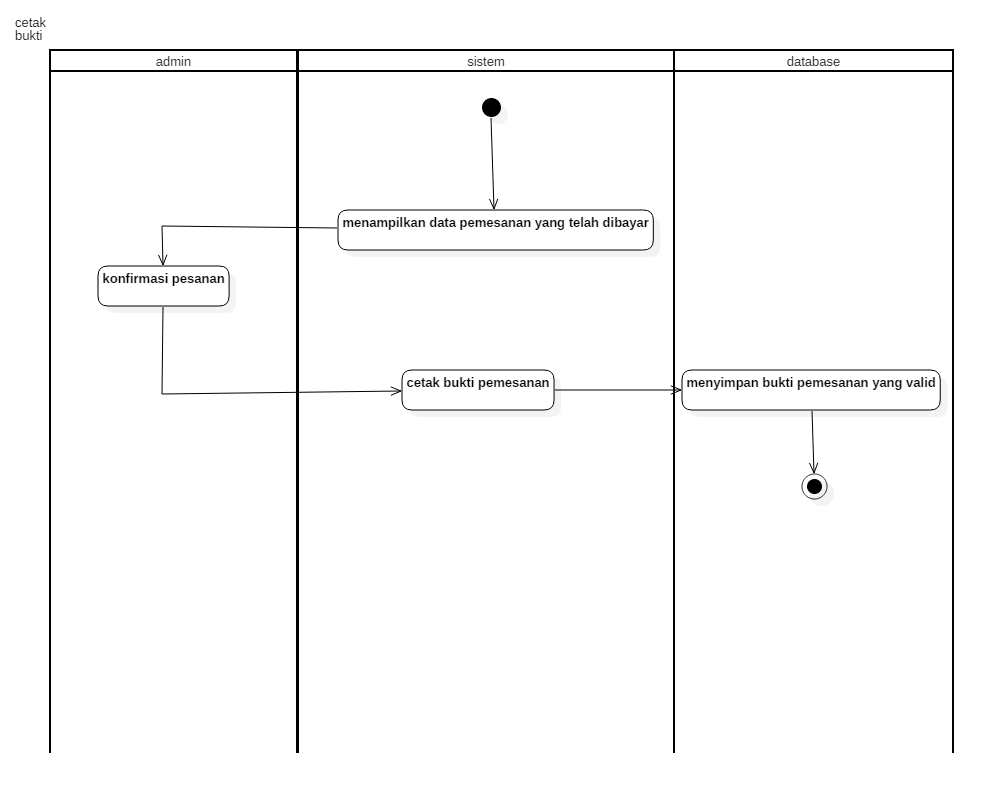 cetak
bukti
admin
sistem
database
menampilkan data pemesanan yang telah dibayar
konfirmasi pesanan
cetak bukti pemesanan
menyimpan bukti pemesanan yang valid